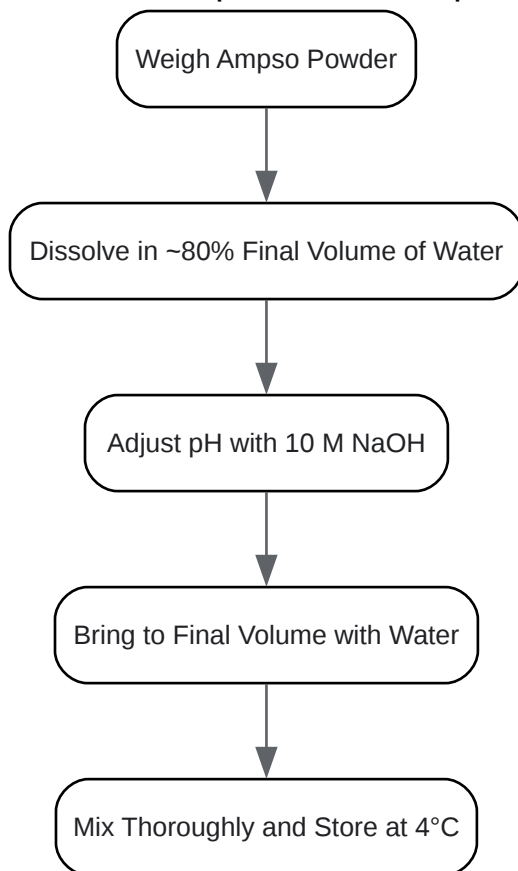 Weigh Ampso Powder
Dissolve in ~80% Final Volume of Water
Adjust pH with 10 M NaOH
Bring to Final Volume with Water
Mix Thoroughly and Store at 4°C